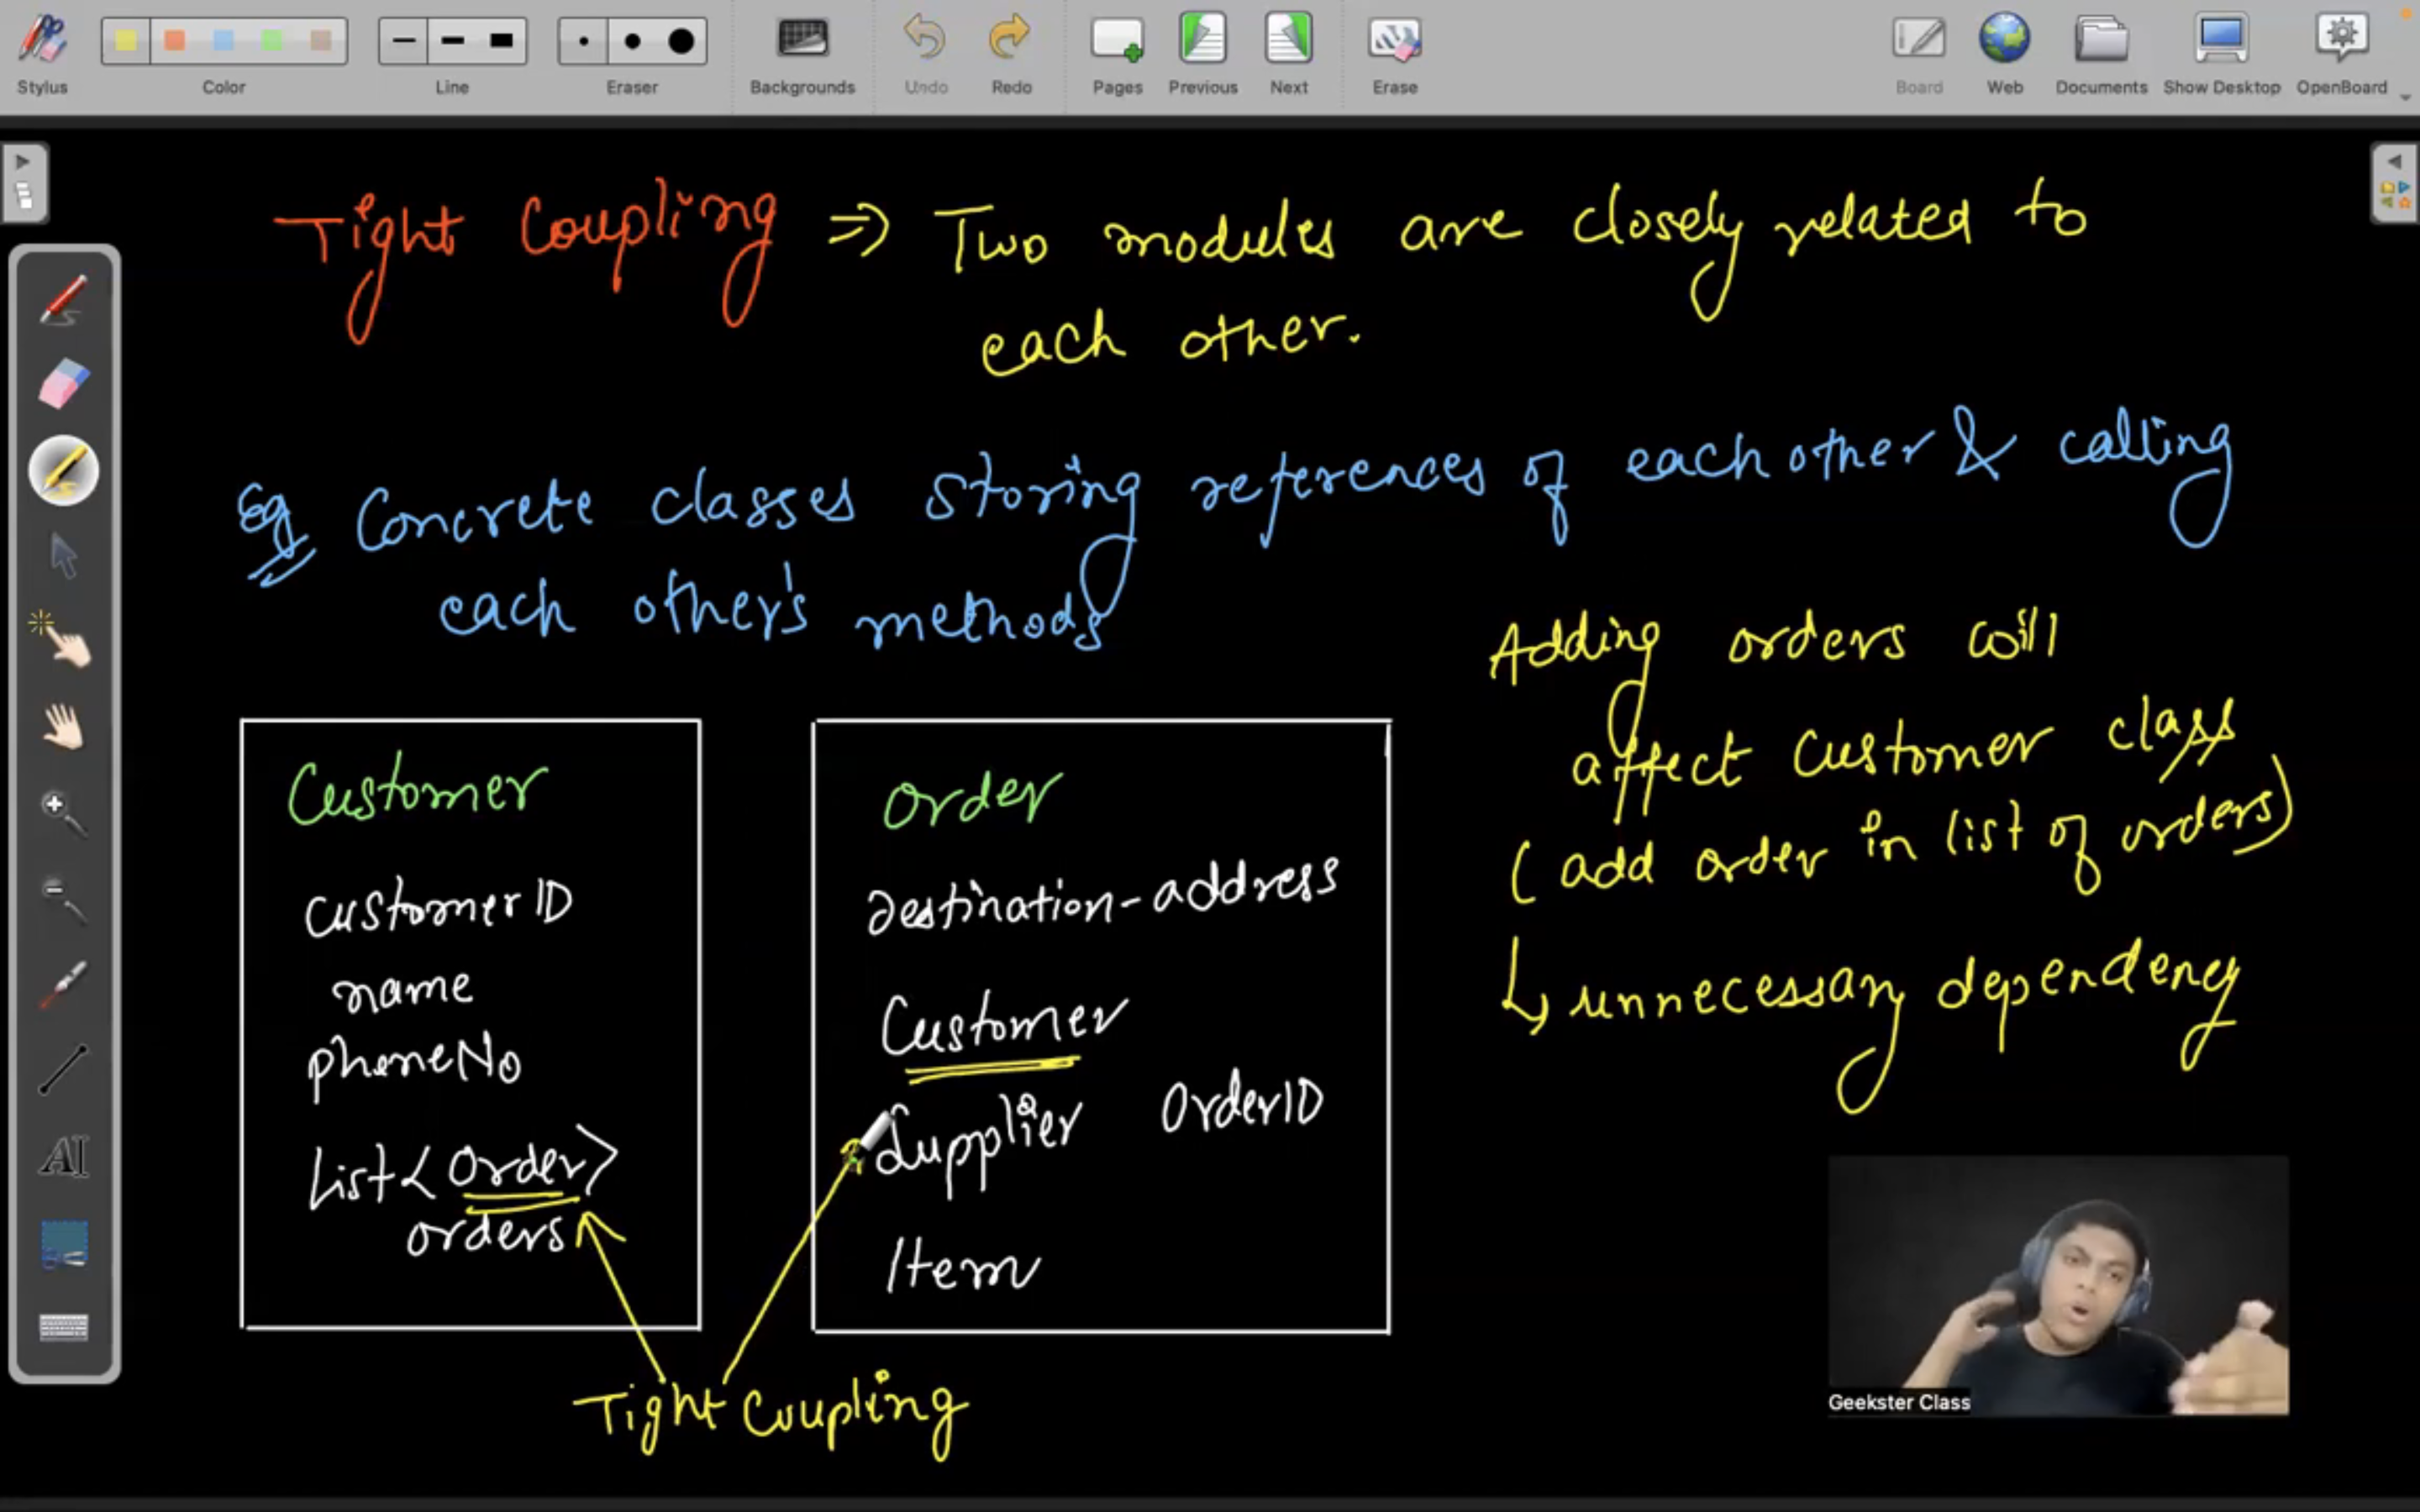 Stylus
Color
Line
Eraser
Backgrounds
Undo
Redo
Pages
Previous
Next
Erase
Board
Web
Documents
Show Desktop
OpenBoard
Tight Coupling ⇒ Two modules are closely related to
each other.
Eg Concrete classes storing references of each other & calling
each other's methods
Customer
CustomerID
name
phoneNo
List<Order>
orders
Order
Destination-address
Customer
Supplier
OrderID
Item
Tight Coupling
Adding orders will
affect Customer class
(add order in list of orders)
↳ unnecessary dependency
AI
Geekster Class